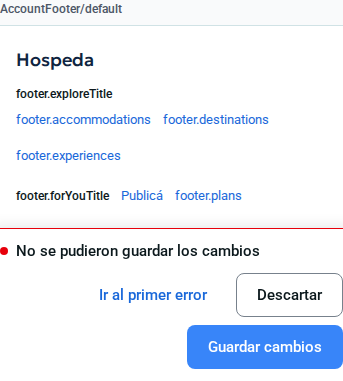 AccountFooter/default
Hospeda
footer.exploreTitle
footer.accommodations footer.destinations
footer.experiences
footer.forYouTitle Publicá footer.plans
No se pudieron guardar los cambios
Ir al primer error Descartar
Guardar cambios